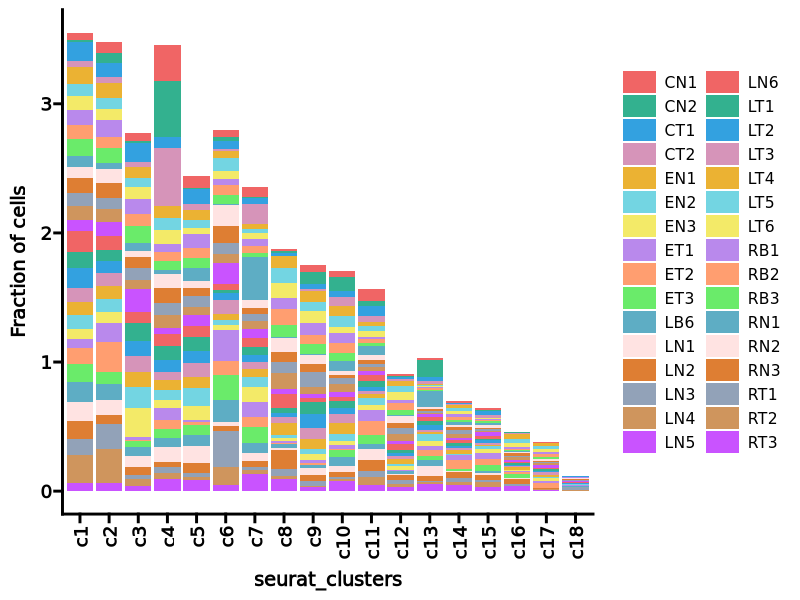 Fraction of cells
3
2
1
0
c1 c2 c3 c4 c5 c6 c7 c8 c9 c10 c11 c12 c13 c14 c15 c16 c17 c18
seurat_clusters
CN1 LN6
CN2 LT1
CT1 LT2
CT2 LT3
EN1 LT4
EN2 LT5
EN3 LT6
ET1 RB1
ET2 RB2
ET3 RB3
LB6 RN1
LN1 RN2
LN2 RN3
LN3 RT1
LN4 RT2
LN5 RT3